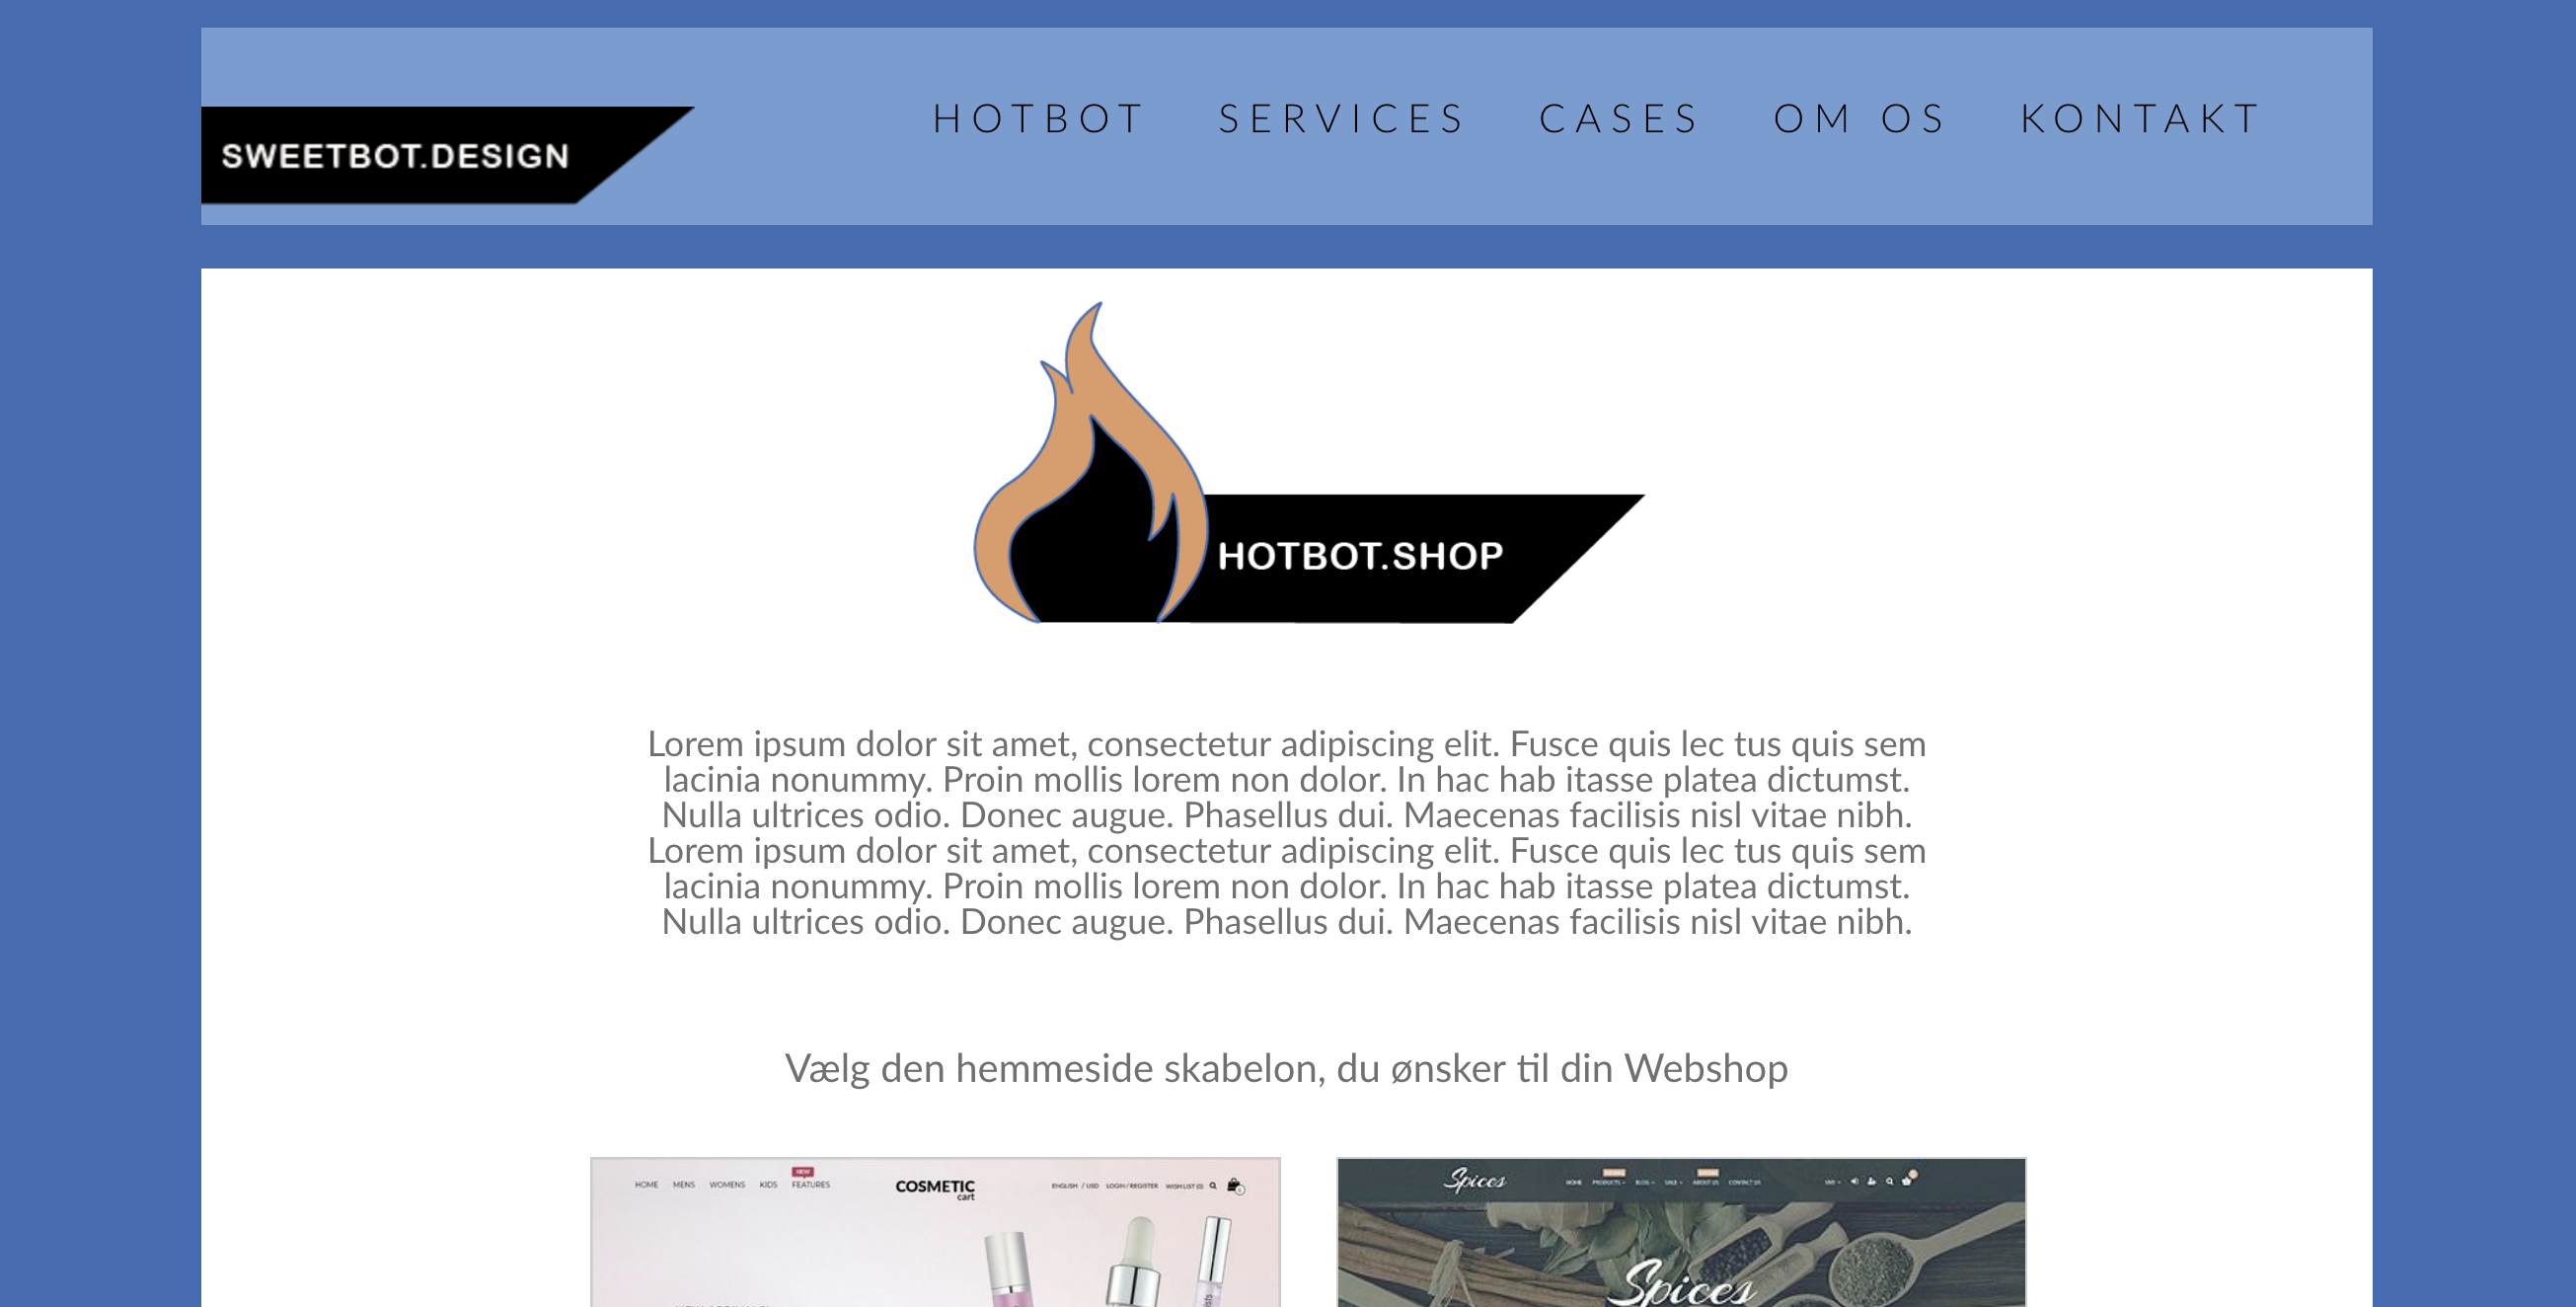 SWEETBOT.DESIGN
HOTBOT SERVICES CASES OM OS KONTAKT
HOTBOT.SHOP
Lorem ipsum dolor sit amet, consectetur adipiscing elit. Fusce quis lec tus quis sem
lacinia nonummy. Proin mollis lorem non dolor. In hac hab itasse platea dictumst.
Nulla ultrices odio. Donec augue. Phasellus dui. Maecenas facilisis nisl vitae nibh.
Lorem ipsum dolor sit amet, consectetur adipiscing elit. Fusce quis lec tus quis sem
lacinia nonummy. Proin mollis lorem non dolor. In hac hab itasse platea dictumst.
Nulla ultrices odio. Donec augue. Phasellus dui. Maecenas facilisis nisl vitae nibh.
Vælg den hemmeside skabelon, du ønsker til din Webshop
NEW
HOME MENS WOMENS KIDS FEATURES
COSMETIC
cart
ENGLISH / USD LOGIN / REGISTER WISH LIST (0)
Spices
HOME PRODUCTS BLOG SALE ABOUT US CONTACT US
USD
Spices